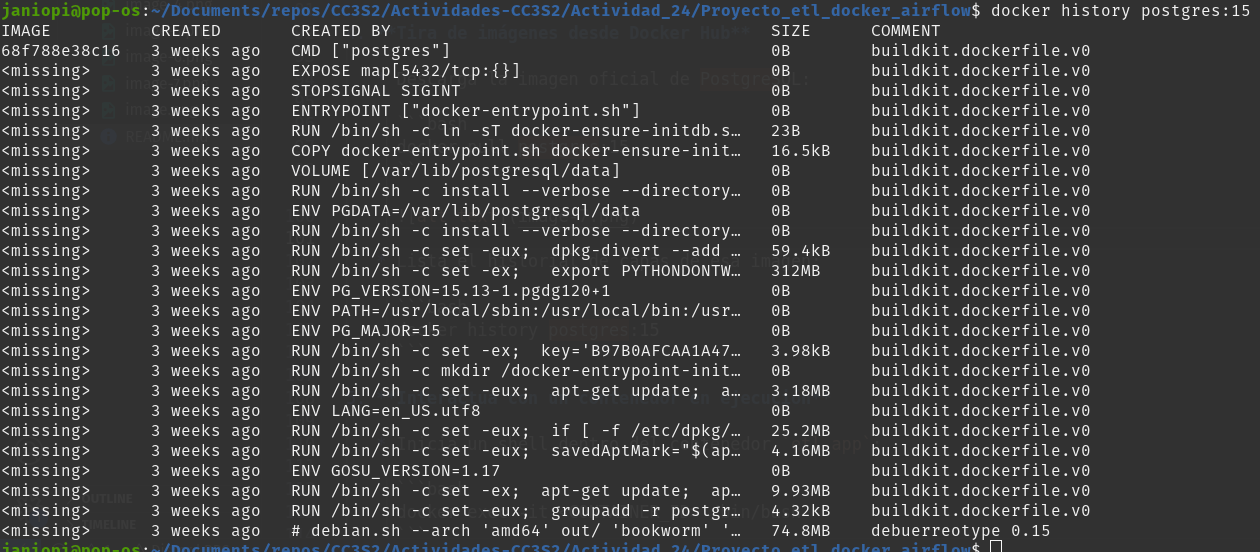 janiopi@pop-os:~/Documents/repos/CC3S2/Actividades-CC3S2/Actividad_24/Proyecto_etl_docker_airflow$ docker history postgres:15
IMAGE CREATED CREATED BY SIZE COMMENT
68f788e38c16 3 weeks ago CMD ["postgres"] 0B buildkit.dockerfile.v0
<missing> 3 weeks ago EXPOSE map[5432/tcp:{}] 0B buildkit.dockerfile.v0
<missing> 3 weeks ago STOPSIGNAL SIGINT 0B buildkit.dockerfile.v0
<missing> 3 weeks ago ENTRYPOINT ["docker-entrypoint.sh"] 0B buildkit.dockerfile.v0
<missing> 3 weeks ago RUN /bin/sh -c ln -sT docker-ensure-initdb.s… 23B buildkit.dockerfile.v0
<missing> 3 weeks ago COPY docker-entrypoint.sh docker-ensure-init… 16.5kB buildkit.dockerfile.v0
<missing> 3 weeks ago VOLUME [/var/lib/postgresql/data] 0B buildkit.dockerfile.v0
<missing> 3 weeks ago RUN /bin/sh -c install --verbose --directory… 0B buildkit.dockerfile.v0
<missing> 3 weeks ago ENV PGDATA=/var/lib/postgresql/data 0B buildkit.dockerfile.v0
<missing> 3 weeks ago RUN /bin/sh -c install --verbose --directory… 0B buildkit.dockerfile.v0
<missing> 3 weeks ago RUN /bin/sh -c set -eux; dpkg-divert --add … 59.4kB buildkit.dockerfile.v0
<missing> 3 weeks ago RUN /bin/sh -c set -ex; export PYTHONDONTW… 312MB buildkit.dockerfile.v0
<missing> 3 weeks ago ENV PG_VERSION=15.13-1.pgdg120+1 0B buildkit.dockerfile.v0
<missing> 3 weeks ago ENV PATH=/usr/local/sbin:/usr/local/bin:/usr… 0B buildkit.dockerfile.v0
<missing> 3 weeks ago ENV PG_MAJOR=15 0B buildkit.dockerfile.v0
<missing> 3 weeks ago RUN /bin/sh -c set -ex; key='B97B0AFCAA1A47… 3.98kB buildkit.dockerfile.v0
<missing> 3 weeks ago RUN /bin/sh -c mkdir /docker-entrypoint-init… 0B buildkit.dockerfile.v0
<missing> 3 weeks ago RUN /bin/sh -c set -eux; apt-get update; a… 3.18MB buildkit.dockerfile.v0
<missing> 3 weeks ago ENV LANG=en_US.utf8 0B buildkit.dockerfile.v0
<missing> 3 weeks ago RUN /bin/sh -c set -eux; if [ -f /etc/dpkg/… 25.2MB buildkit.dockerfile.v0
<missing> 3 weeks ago RUN /bin/sh -c set -eux; savedAptMark="$(ap… 4.16MB buildkit.dockerfile.v0
<missing> 3 weeks ago ENV GOSU_VERSION=1.17 0B buildkit.dockerfile.v0
<missing> 3 weeks ago RUN /bin/sh -c set -ex; apt-get update; ap… 9.93MB buildkit.dockerfile.v0
<missing> 3 weeks ago RUN /bin/sh -c set -eux; groupadd -r postgr… 4.32kB buildkit.dockerfile.v0
<missing> 3 weeks ago # debian.sh --arch 'amd64' out/ 'bookworm' '… 74.8MB debuerreotype 0.15
janiopi@pop-os:~/Documents/repos/CC3S2/Actividades-CC3S2/Actividad_24/Proyecto_etl_docker_airflow$